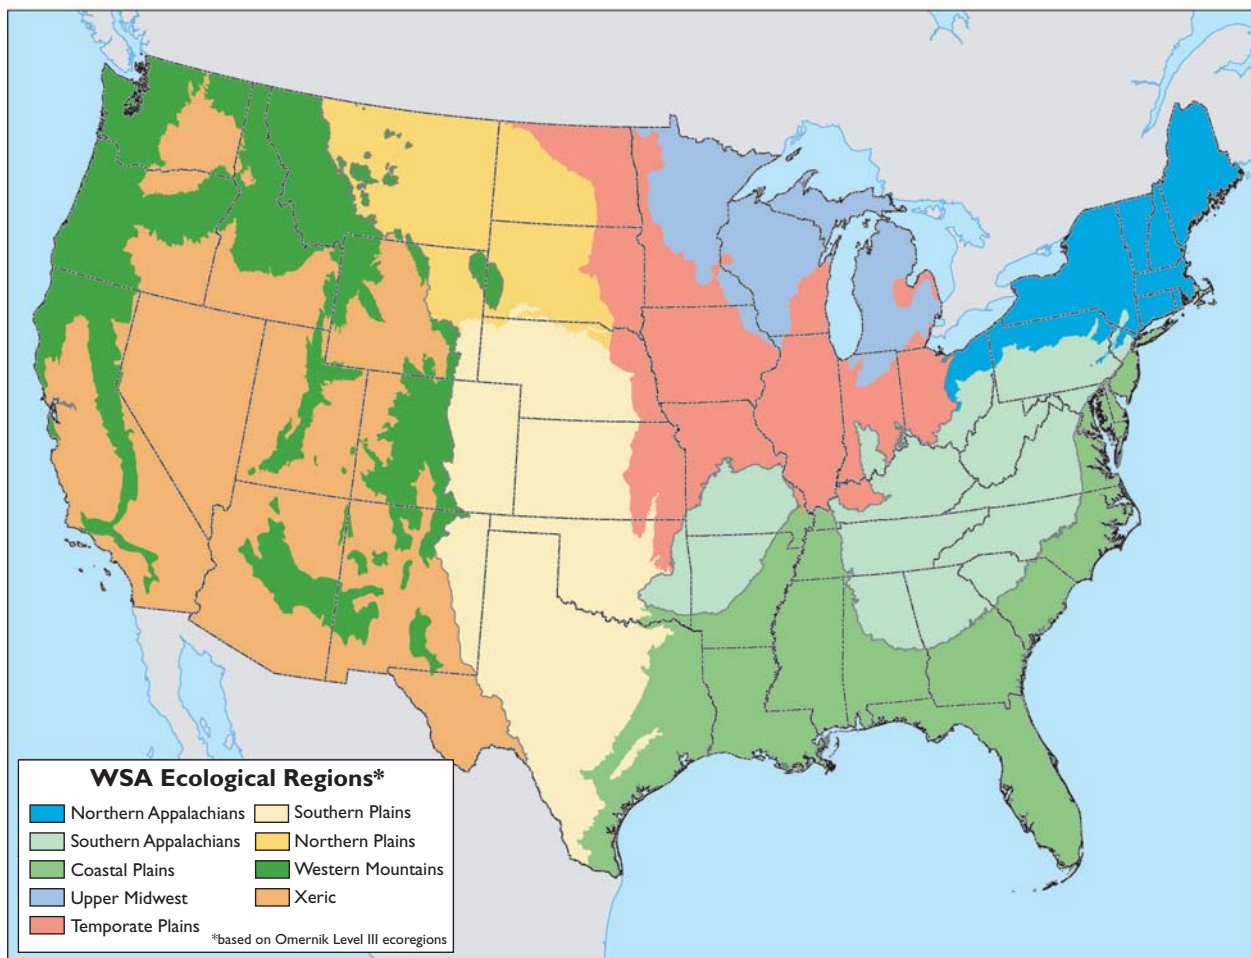 WSA Ecological Regions*
Northern Appalachians
Southern Appalachians
Coastal Plains
Upper Midwest
Temporate Plains
Southern Plains
Northern Plains
Western Mountains
Xeric
*based on Omernik Level III ecoregions